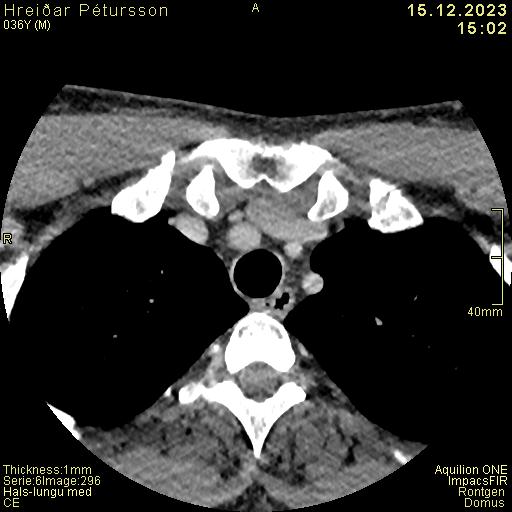 Hreiðar Pétursson
036Y (M)
A
15.12.2023
15:02
R
40mm
Thickness:1mm
Serie:6Image:296
Hals-lungu med
CE
Aquilion ONE
ImpacsFIR
Rontgen
Domus